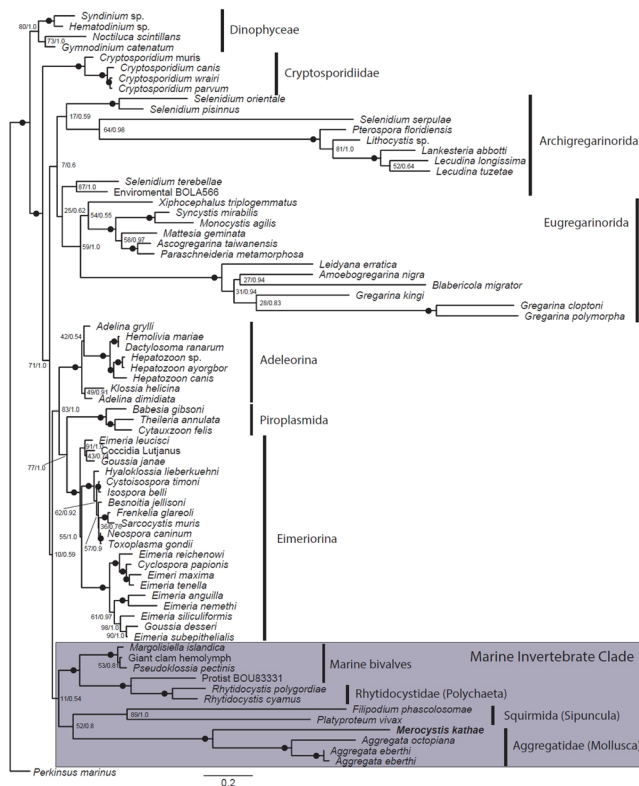 Syndinium sp.
Hematodinium sp.
80/1.0
Noctiluca scintillans
73/1.0
Gymnodinium catenatum
Dinophyceae
Cryptosporidium muris
Cryptosporidium canis
Cryptosporidium wrairi
Cryptosporidium parvum
Cryptosporidiidae
Selenidium orientale
Selenidium pisinnus
17/0.59
Selenidium serpulae
64/0.98
Pterospora floridiensis
Lithocystis sp.
81/1.0
Lankesteria abbotti
Lecudina longissima
52/0.64
Lecudina tuzetae
Archigregarinorida
7/0.6
Selenidium terebellae
87/1.0
Enviromental BOLA566
Xiphocephalus triplogemmatus
25/0.62
54/0.55
Syncystis mirabilis
Monocystis agilis
Mattesia geminata
58/0.97
Ascogregarina taiwanensis
59/1.0
Paraschneideria metamorphosa
Eugregarinorida
Leidyana erratica
Amoebogregarina nigra
27/0.94
Blabericola migrator
31/0.94
Gregarina kingi
28/0.83
Gregarina cloptoni
Gregarina polymorpha
Adelina grylli
42/0.54
Hemolivia mariae
Dactylosoma ranarum
Hepatozoon sp.
Hepatozoon ayorgbor
Hepatozoon canis
71/1.0
Klossia helicina
49/0.91
Adelina dimidiata
Adeleorina
83/1.0
Babesia gibsoni
Theileria annulata
Cytauxzoon felis
Piroplasmida
Eimeria leucisci
91/1.0
Coccidia Lutjanus
Goussia janae
77/1.0
Hyaloklossia lieberkuehni
Cystoisospora timoni
Isospora belli
Besnoitia jellisoni
62/0.92
Frenkelia glareoli
Sarcocystis muris
36/0.76
Neospora caninum
55/1.0
Toxoplasma gondii
57/0.9
10/0.59
Eimeria reichenowi
Cyclospora papionis
Eimeri maxima
Eimeria tenella
Eimeria anguilla
Eimeria nemethi
61/0.97
Eimeria siliculiformis
Goussia desseri
98/1.0
90/1.0
Eimeria subepithelialis
Eimeriorina
Margolisiella islandica
Giant clam hemolymph
Pseudoklossia pectinis
Marine bivalves
Marine Invertebrate Clade
Protist BOU83331
Rhytidocystis polygordiae
Rhytidocystis cyamus
Rhytidocystidae (Polychaeta)
11/0.54
Filipodium phascolosomae
89/1.0
Platyproteum vivax
Squirmida (Sipuncula)
52/0.8
Merocystis kathae
Aggregata octopiana
Aggregata eberthi
Aggregata eberthi
Aggregatidae (Mollusca)
Perkinsus marinus
0.2